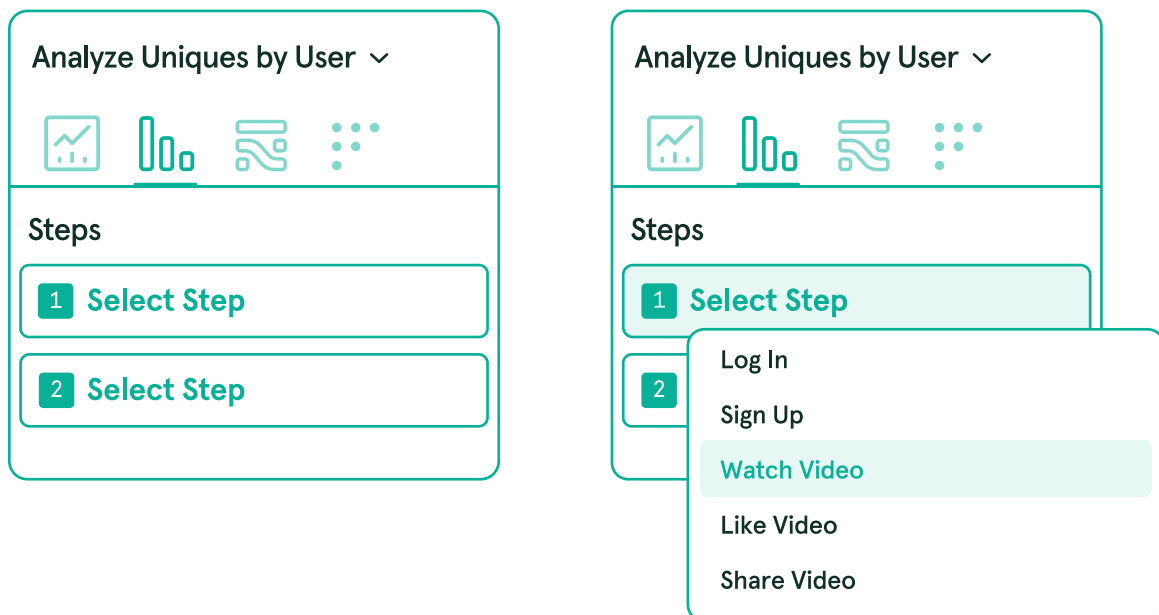 Analyze Uniques by User
Steps
1 Select Step
2 Select Step
Analyze Uniques by User
Steps
1 Select Step
2
Log In
Sign Up
Watch Video
Like Video
Share Video